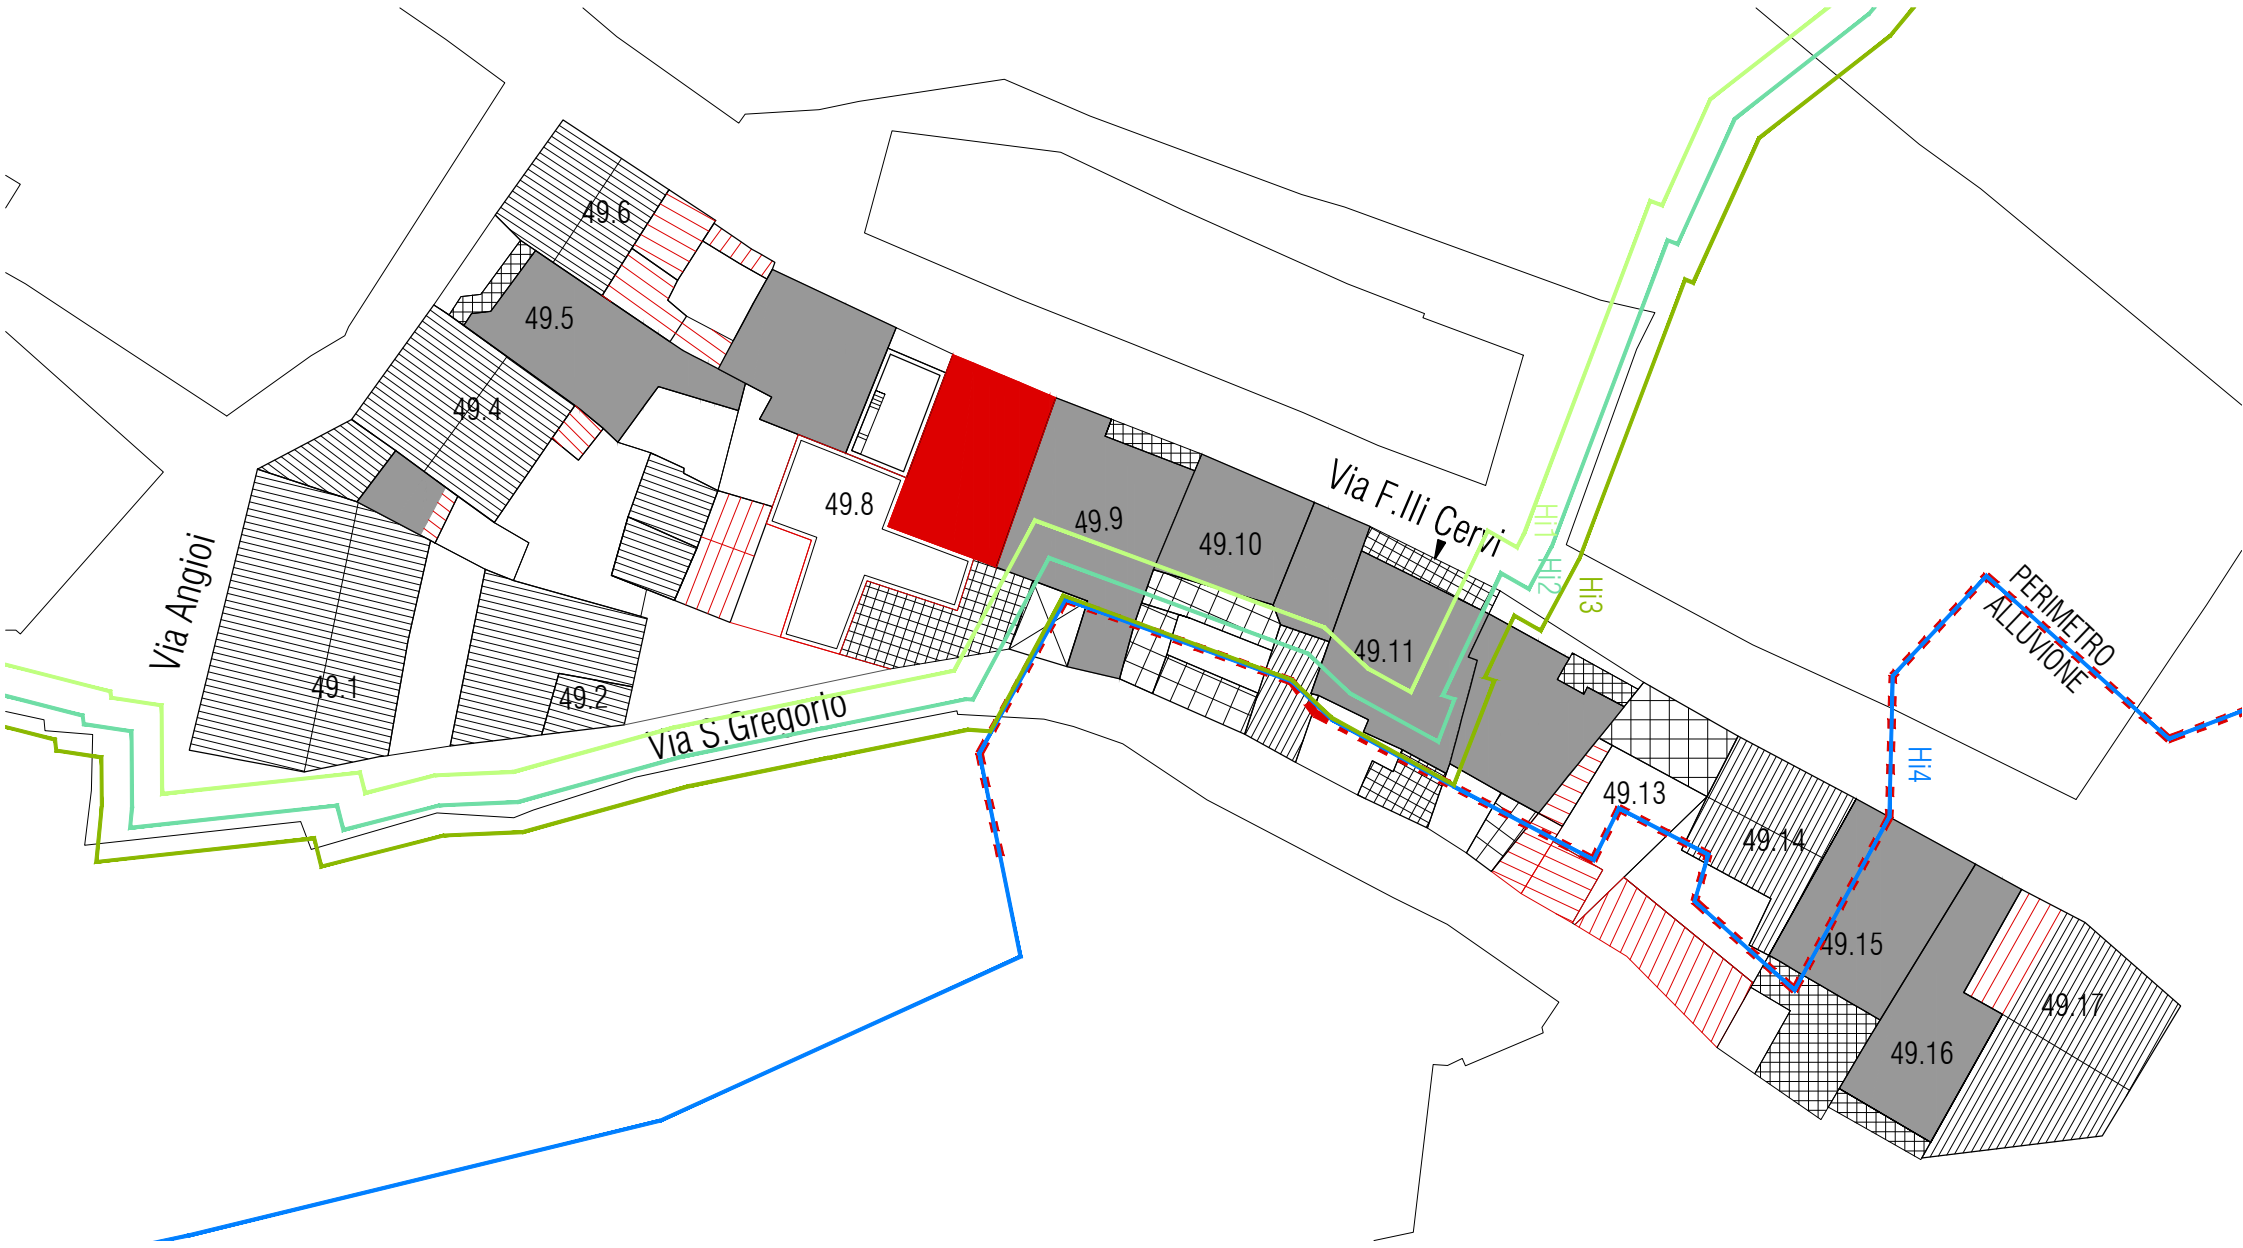 49.6
49.5
49.4
49.8
49.9
Via F.lli Cervi
49.10
Hi1
Hi2
Hi3
Via Angioi
49.11
PERIMETRO
ALLUVIONE
49.1
49.2
Via S.Gregorio
Hi4
49.13
49.14
49.15
49.17
49.16